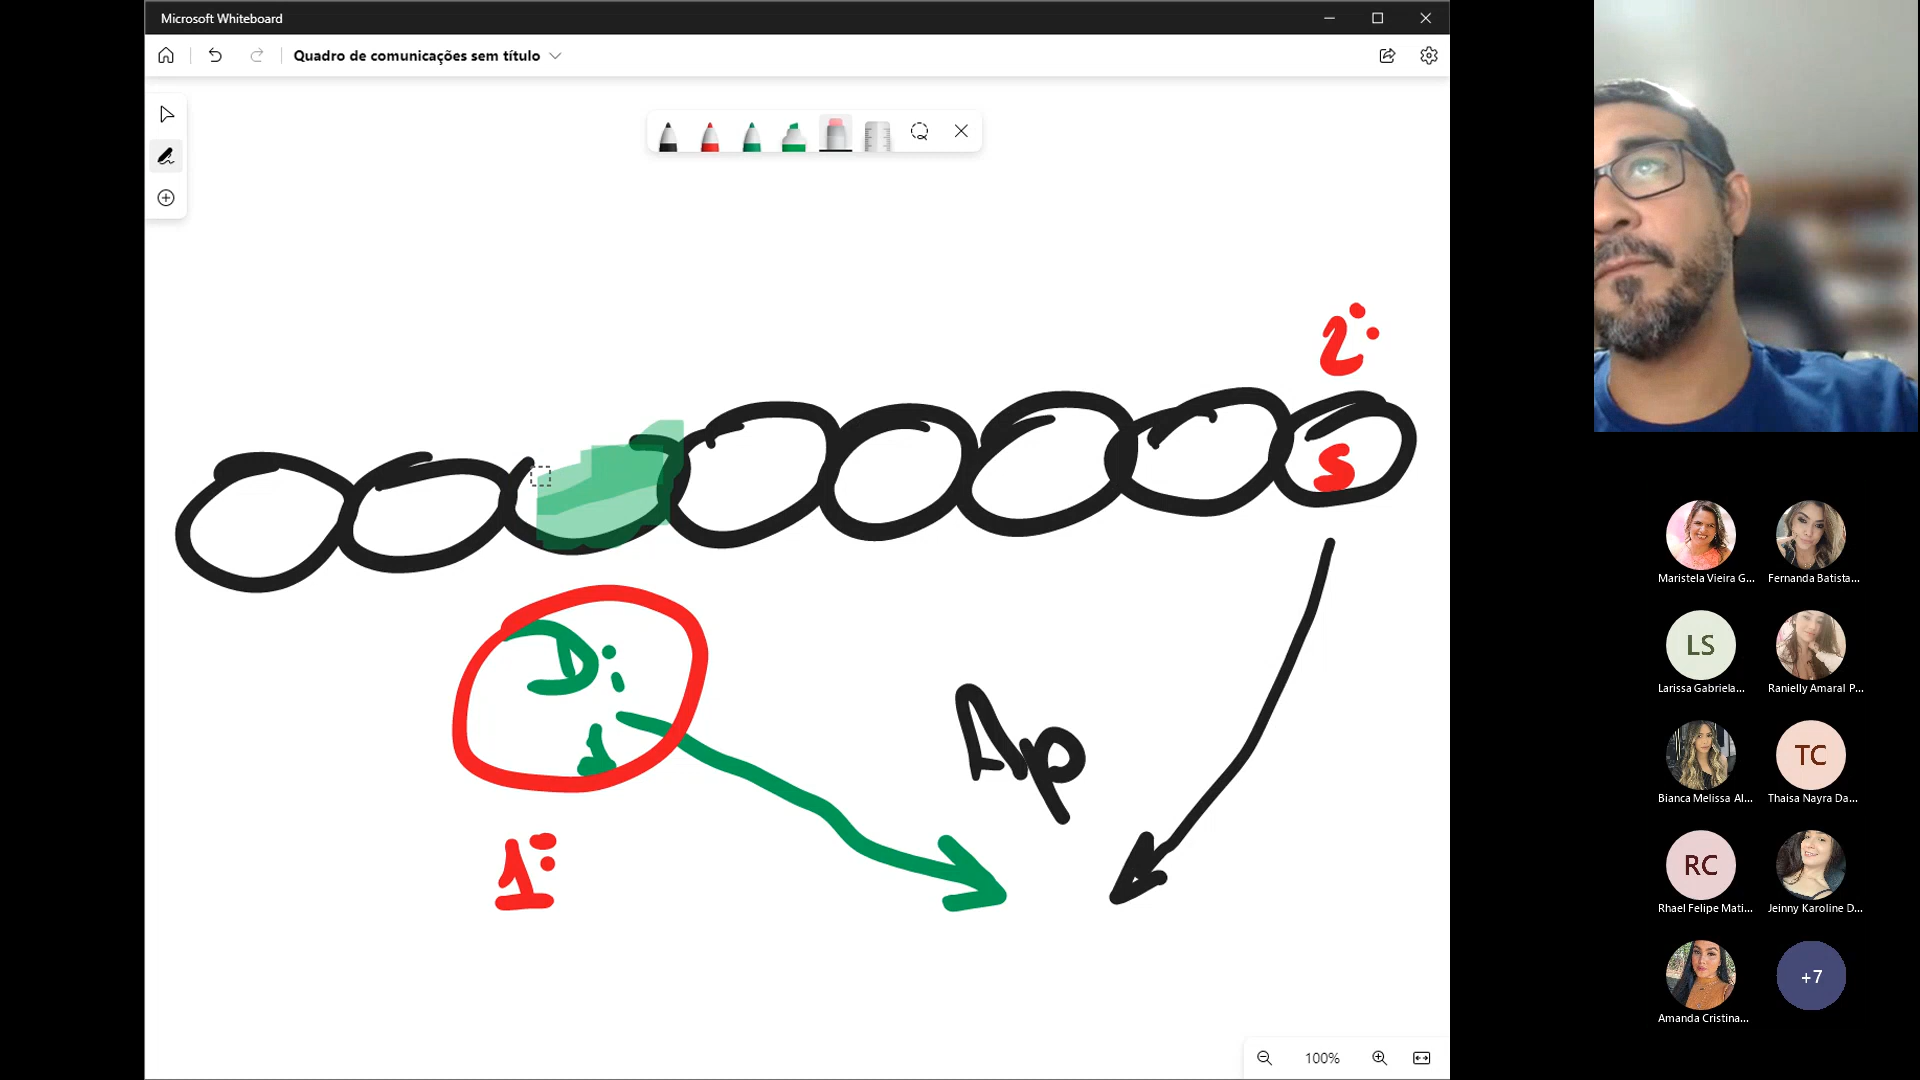 Microsoft Whiteboard
Quadro de comunicações sem título
2
S
D:
1
Ap
1
Maristela Vieira G...
Fernanda Batista...
LS
Larissa Gabriela...
Ranielly Amaral P...
Bianca Melissa Al...
TC
Thaisa Nayra Da...
RC
Rhael Felipe Mati...
Jeinny Karoline D...
Amanda Cristina...
+7
100%